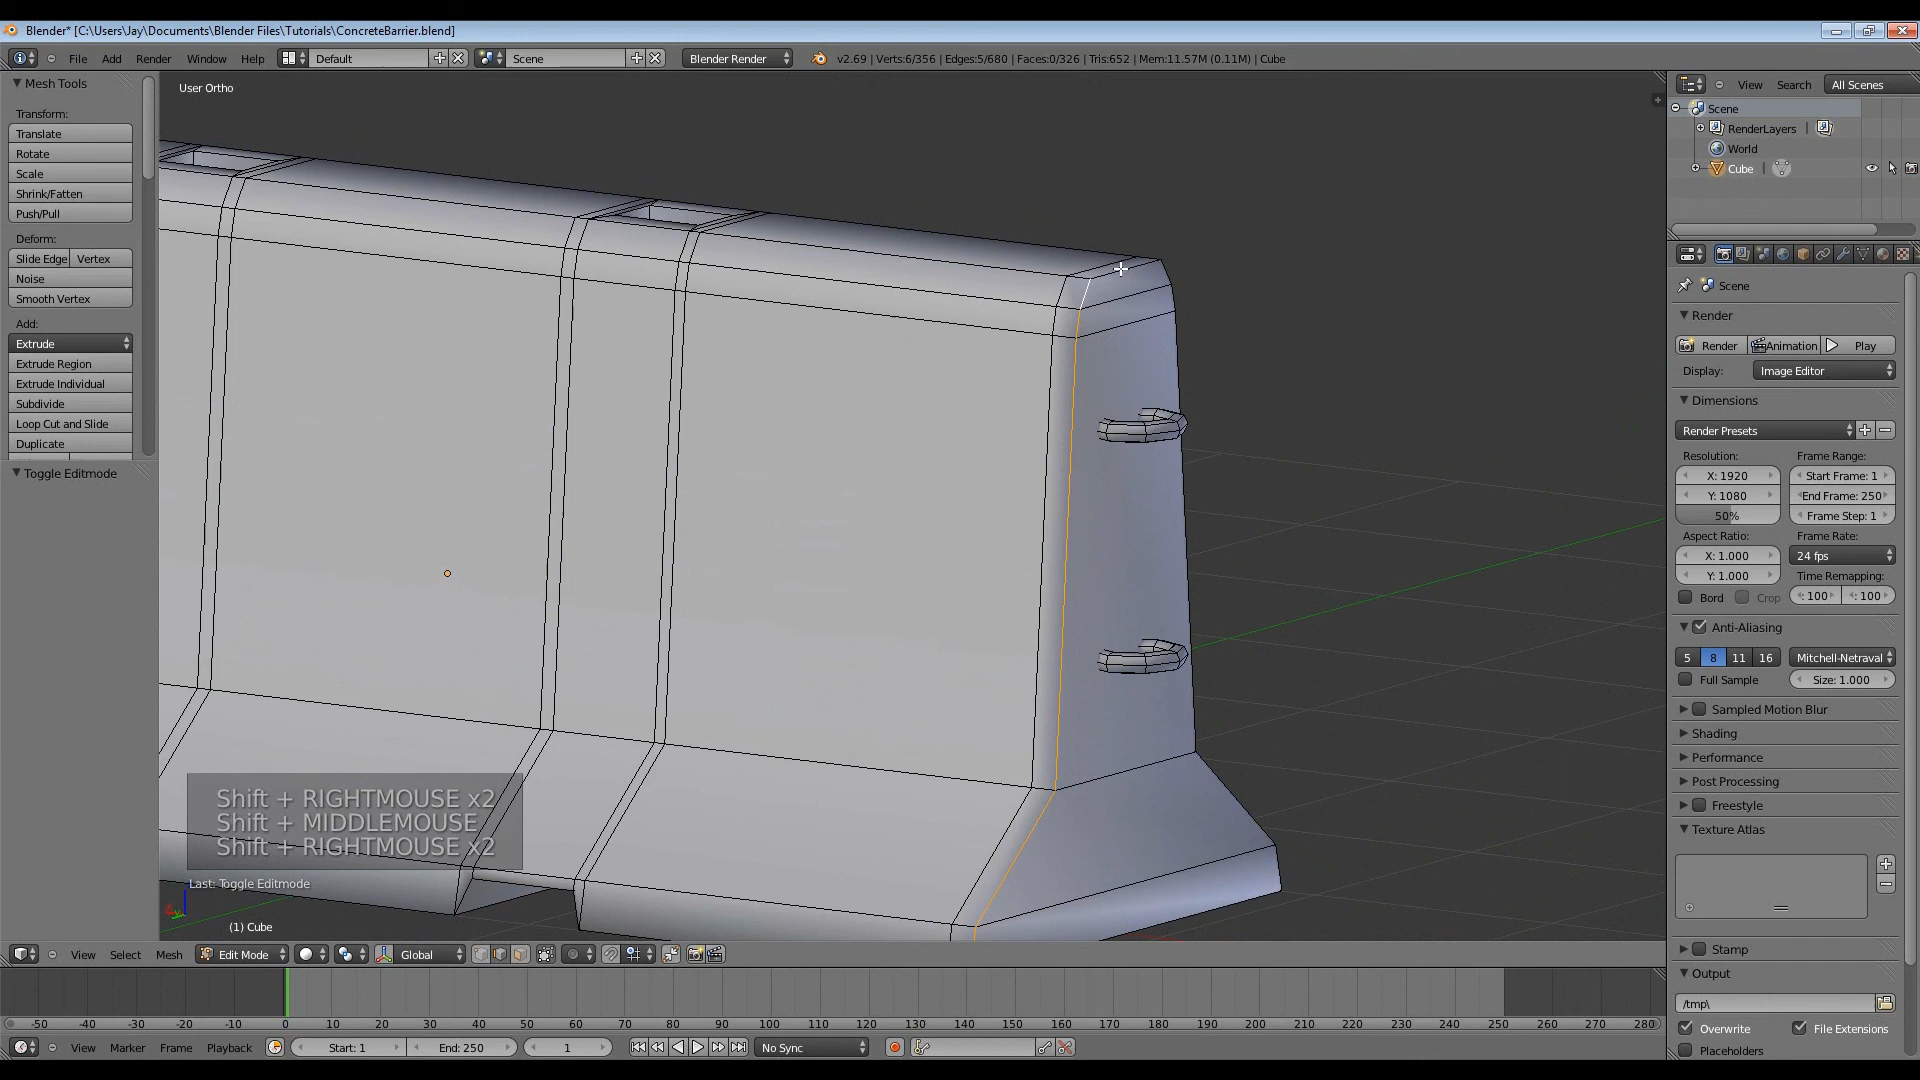 Blender* [C:\Users\Jay\Documents\Blender Files\Tutorials\ConcreteBarrier.blend]
File Add Render Window Help Default Scene Blender Render v2.69 | Verts:6/356 | Edges:5/680 | Faces:0/326 | Tris:652 | Mem:11.57M (0.11M) | Cube
Mesh Tools
Transform:
Translate
Rotate
Scale
Shrink/Fatten
Push/Pull
Deform:
Slide Edge Vertex
Noise
Smooth Vertex
Add:
Extrude
Extrude Region
Extrude Individual
Subdivide
Loop Cut and Slide
Duplicate
Toggle Editmode
User Ortho
Shift + RIGHTMOUSE x2
Shift + MIDDLEMOUSE
Shift + RIGHTMOUSE x2
Last: Toggle Editmode
(1) Cube
View Select Mesh Edit Mode Global
View Search All Scenes
Scene
RenderLayers
World
Cube
Scene
Render
Render Animation Play
Display: Image Editor
Dimensions
Render Presets
Resolution: Frame Range:
X: 1920 Start Frame: 1
Y: 1080 End Frame: 250
50% Frame Step: 1
Aspect Ratio: Frame Rate:
X: 1.000 24 fps
Y: 1.000 Time Remapping:
Bord Crop : 100 : 100
Anti-Aliasing
5 8 11 16 Mitchell-Netraval
Full Sample Size: 1.000
Sampled Motion Blur
Shading
Performance
Post Processing
Freestyle
Texture Atlas
Stamp
Output
/tmp\
Overwrite File Extensions
Placeholders
-50 -40 -30 -20 -10 0 10 20 30 40 50 60 70 80 90 100 110 120 130 140 150 160 170 180 190 200 210 220 230 240 250 260 270 280
View Marker Frame Playback Start: 1 End: 250 1 No Sync